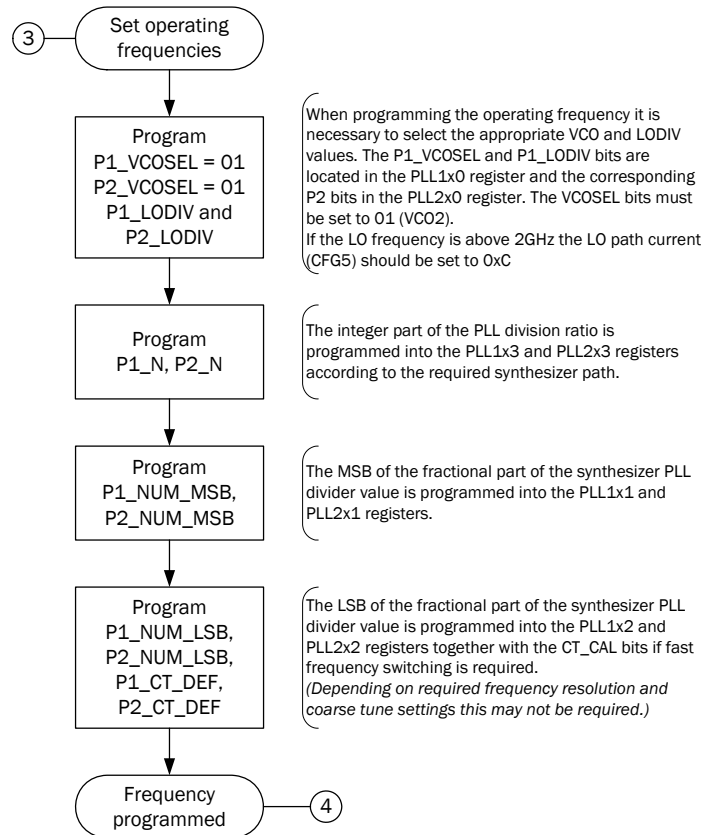 3
Set operating
frequencies
Program
P1_VCOSEL = 01
P2_VCOSEL = 01
P1_LODIV and
P2_LODIV
When programming the operating frequency it is
necessary to select the appropriate VCO and LODIV
values. The P1_VCOSEL and P1_LODIV bits are
located in the PLL1x0 register and the corresponding
P2 bits in the PLL2x0 register. The VCOSEL bits must
be set to 01 (VCO2).
If the LO frequency is above 2GHz the LO path current
(CFG5) should be set to 0xC
Program
P1_N, P2_N
The integer part of the PLL division ratio is
programmed into the PLL1x3 and PLL2x3 registers
according to the required synthesizer path.
Program
P1_NUM_MSB,
P2_NUM_MSB
The MSB of the fractional part of the synthesizer PLL
divider value is programmed into the PLL1x1 and
PLL2x1 registers.
Program
P1_NUM_LSB,
P2_NUM_LSB,
P1_CT_DEF,
P2_CT_DEF
The LSB of the fractional part of the synthesizer PLL
divider value is programmed into the PLL1x2 and
PLL2x2 registers together with the CT_CAL bits if fast
frequency switching is required.
(Depending on required frequency resolution and
coarse tune settings this may not be required.)
Frequency
programmed
4